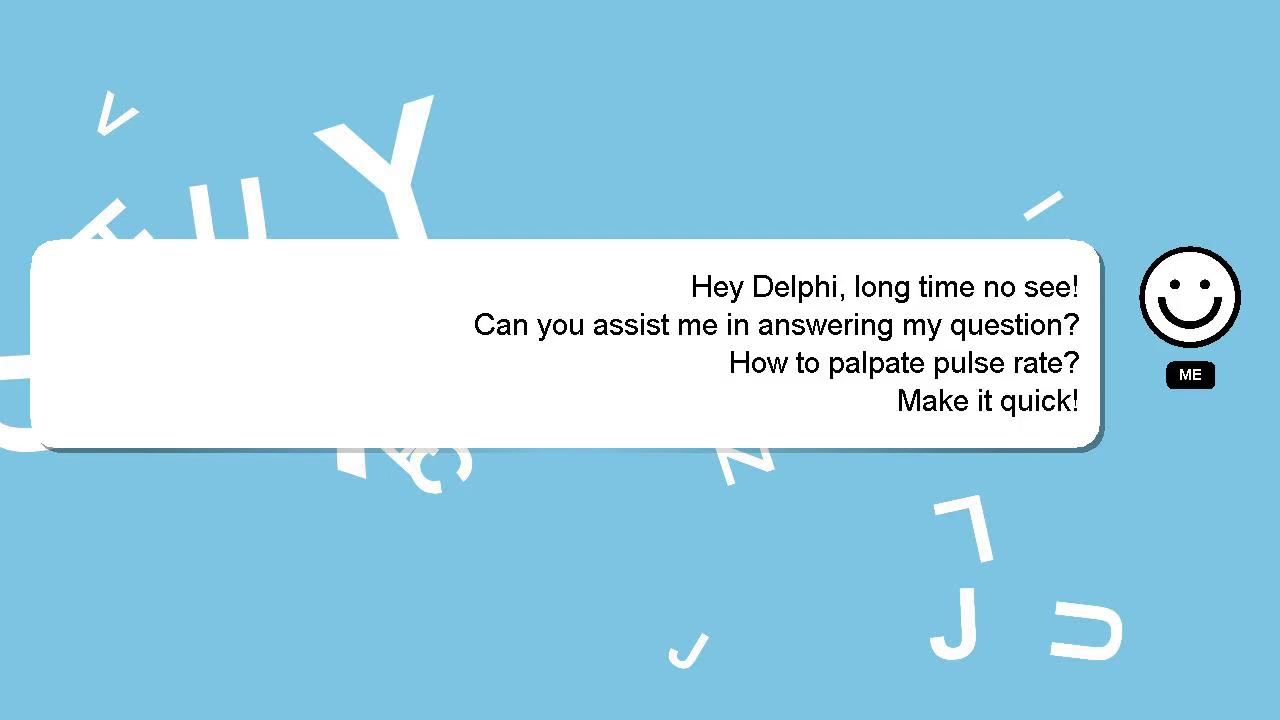 Hey Delphi, long time no see!
Can you assist me in answering my question?
How to palpate pulse rate?
Make it quick!
ME
V
U
Y
I
N
L
J
U
J